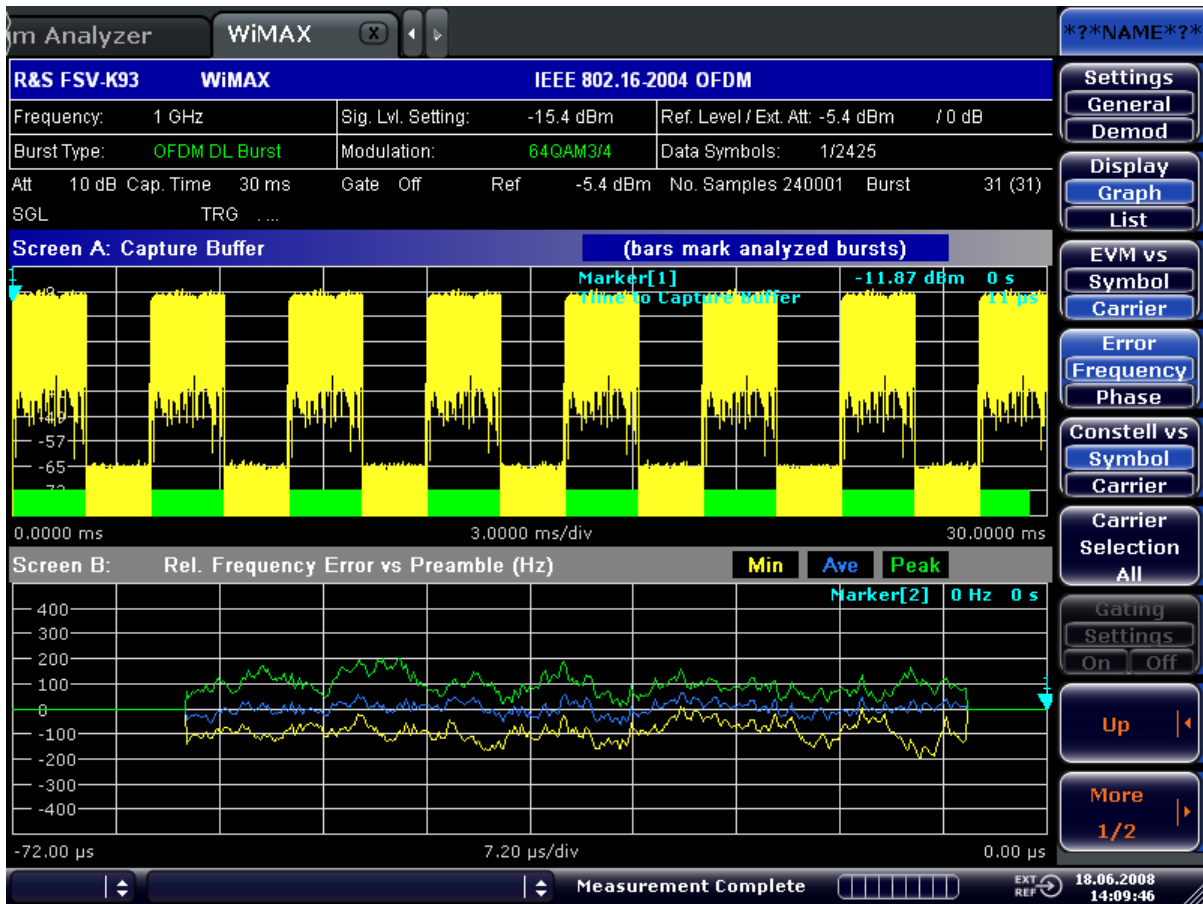 m Analyzer WiMAX X
*?*NAME*?*
R&S FSV-K93 WiMAX IEEE 802.16-2004 OFDM
Frequency: 1 GHz Sig. Lvl. Setting: -15.4 dBm Ref. Level / Ext. Att: -5.4 dBm / 0 dB
Burst Type: OFDM DL Burst Modulation: 64QAM3/4 Data Symbols: 1/2425
Att 10 dB Cap. Time 30 ms Gate Off Ref -5.4 dBm No. Samples 240001 Burst 31 (31)
SGL TRG . ...
Screen A: Capture Buffer (bars mark analyzed bursts)
Marker[1] -11.87 dBm 0 s
Time to Capture Buffer 11 µs
1
-49
-57
-65
-73
0.0000 ms 3.0000 ms/div 30.0000 ms
Screen B: Rel. Frequency Error vs Preamble (Hz) Min Ave Peak
Marker[2] 0 Hz 0 s
400
300
200
100
0
-100
-200
-300
-400
1
-72.00 µs 7.20 µs/div 0.00 µs
Settings
General
Demod
Display
Graph
List
EVM vs
Symbol
Carrier
Error
Frequency
Phase
Constell vs
Symbol
Carrier
Carrier
Selection
All
Gating
Settings
On Off
Up
More
1/2
Measurement Complete
EXT
REF
18.06.2008
14:09:46